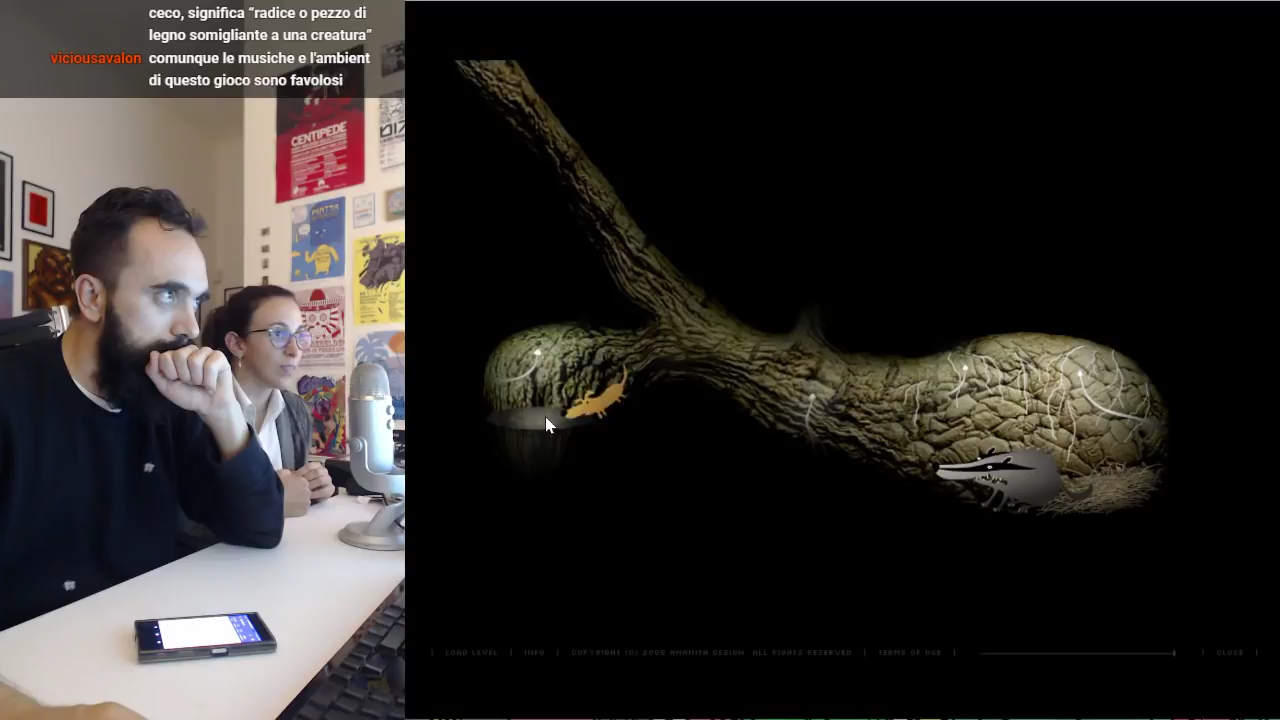 ceco, significa “radice o pezzo di
legno somigliante a una creatura”
viciousavalon comunque le musiche e l'ambient
di questo gioco sono favolosi
CENTIPEDE
| LOAD LEVEL | INFO | COPYRIGHT (C) 2005 AMANITA DESIGN ALL RIGHTS RESERVED | TERMS OF USE |
| CLOSE |